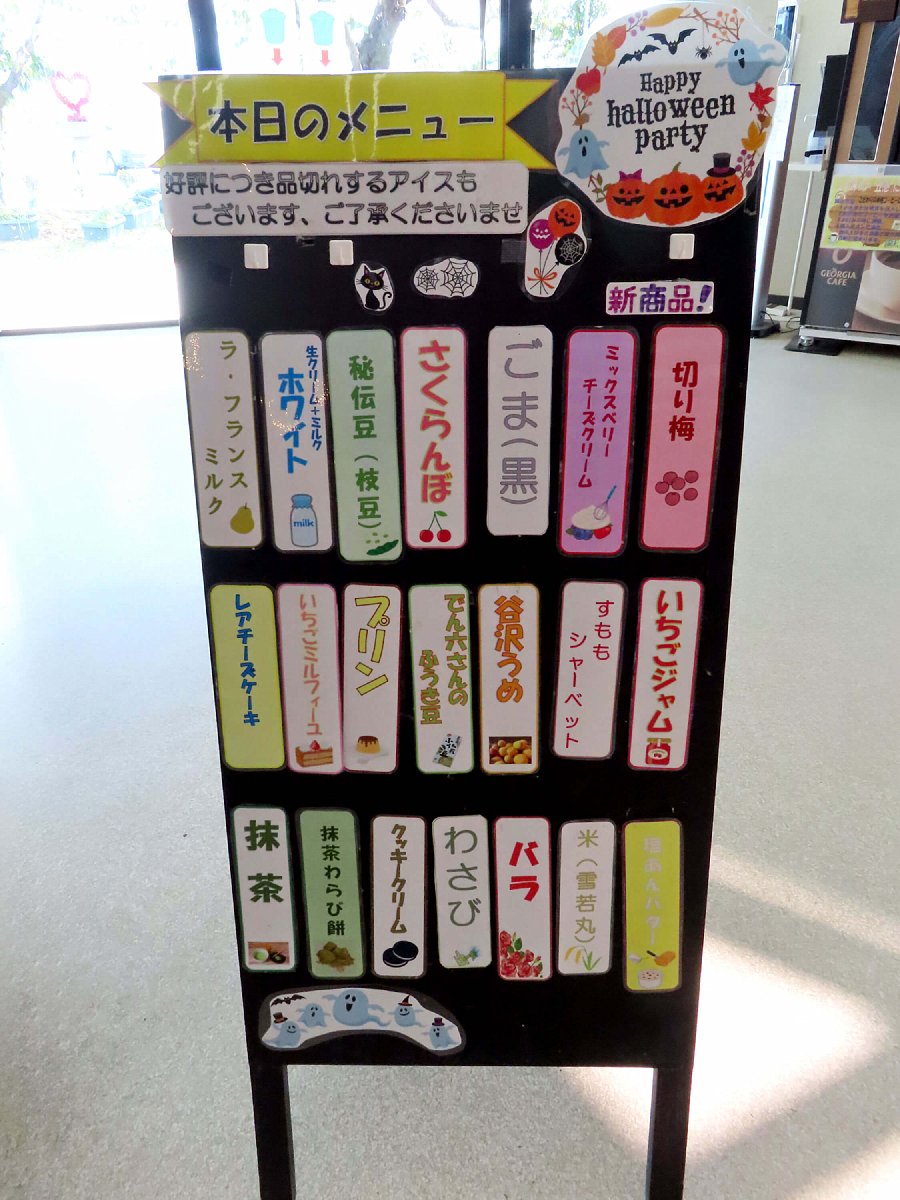 本日のメニュー
Happy
halloween
party
好評につき品切れするアイスも
ございます、ご了承くださいませ
新商品!
切り梅
ミックスベリー
チーズクリーム
ごま(黒)
さくらんぼ
秘伝豆(枝豆)
生クリーム+ミルク
ホワイト
milk
ラ・フランス
ミルク
いちごジャム
すもも
シャーベット
谷沢うめ
でん六さんの
ふうき豆
プリン
いちごミルフィーユ
レアチーズケーキ
塩あんバター
米(雪若丸)
バラ
わさび
クッキークリーム
抹茶わらび餅
抹茶
GEORGIA
CAFE